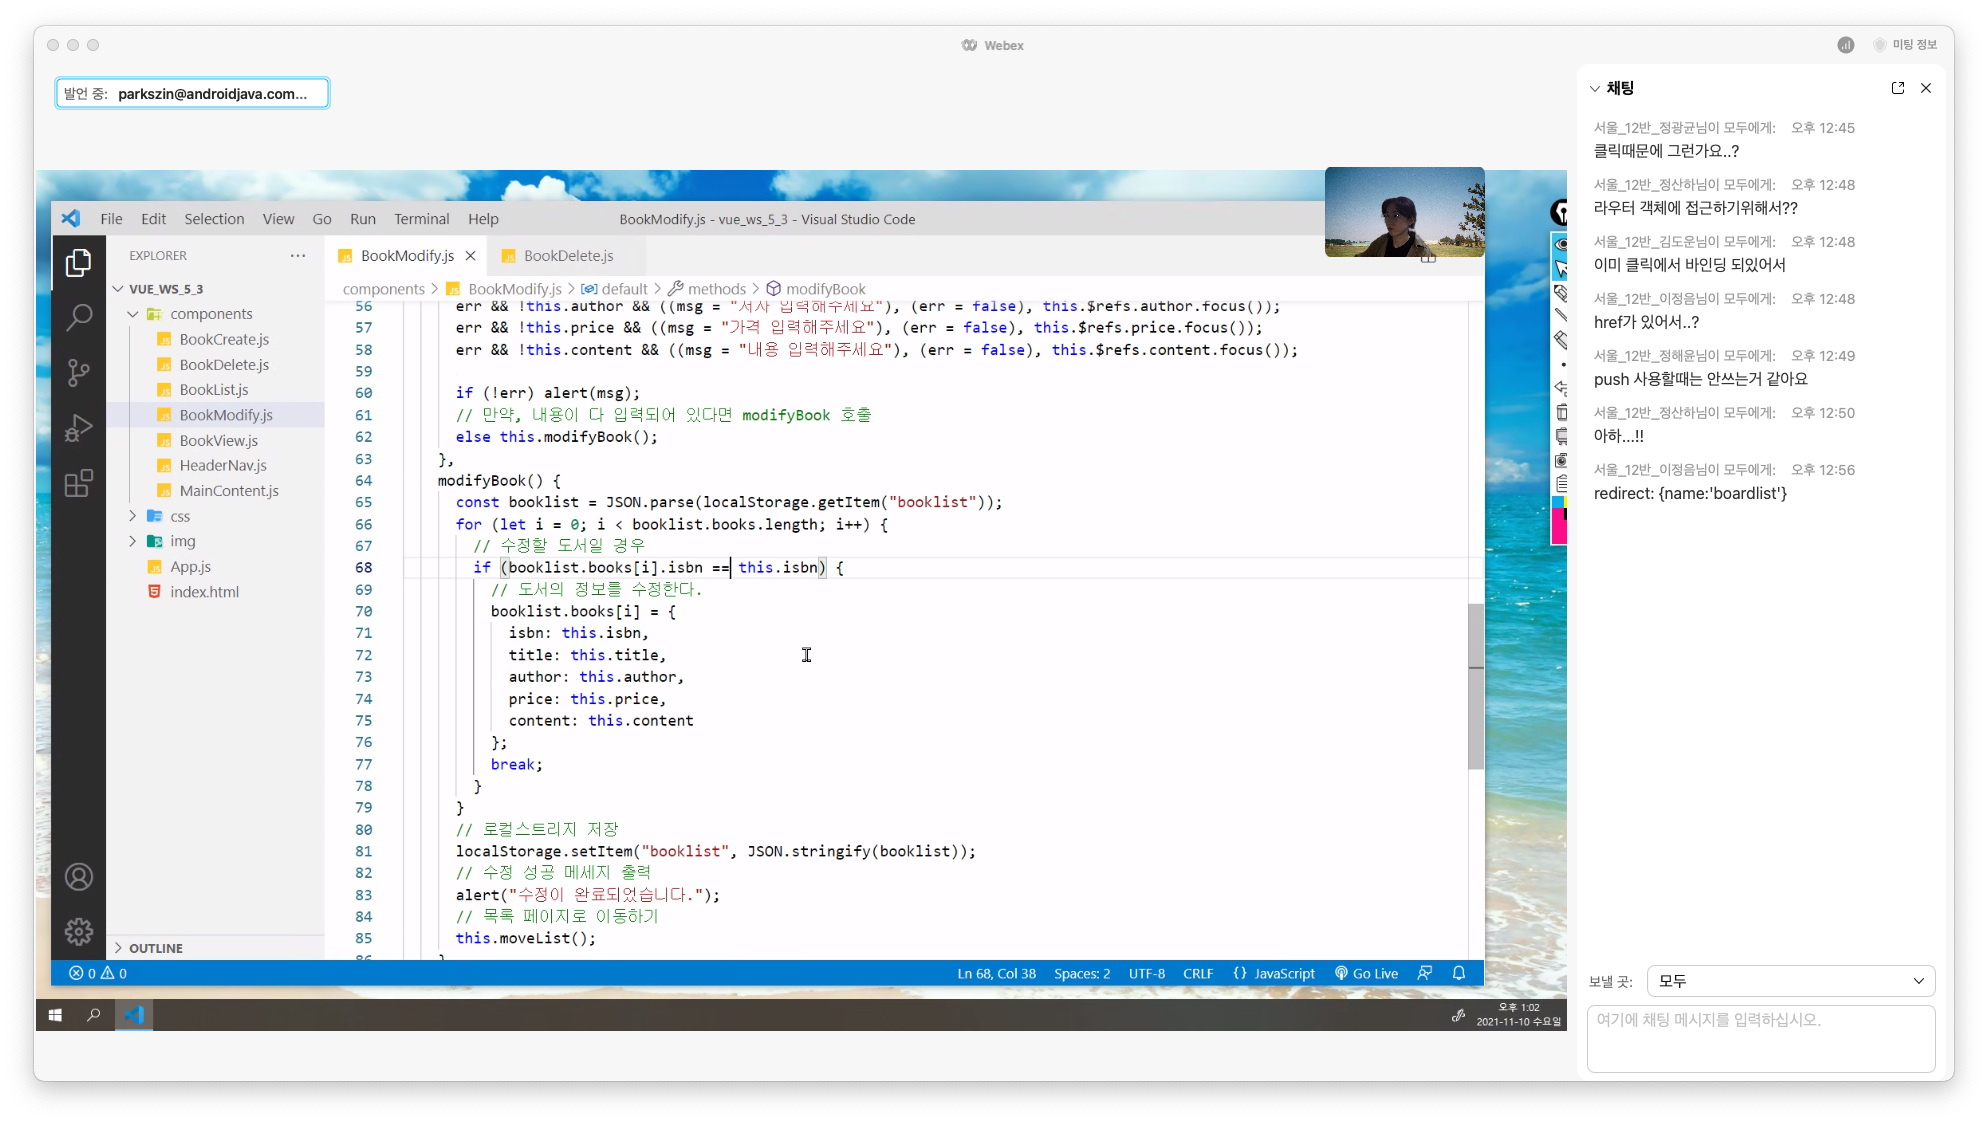 Webex
미팅 정보
발언 중: parkszin@androidjava.com...
File Edit Selection View Go Run Terminal Help
BookModify.js - vue_ws_5_3 - Visual Studio Code
EXPLORER ...
VUE_WS_5_3
components
BookCreate.js
BookDelete.js
BookList.js
BookModify.js
BookView.js
HeaderNav.js
MainContent.js
css
img
App.js
index.html
OUTLINE
BookModify.js
BookDelete.js
components > BookModify.js > default > methods > modifyBook
56 err && !this.author && ((msg = "저자 입력해주세요"), (err = false), this.$refs.author.focus());
57 err && !this.price && ((msg = "가격 입력해주세요"), (err = false), this.$refs.price.focus());
58 err && !this.content && ((msg = "내용 입력해주세요"), (err = false), this.$refs.content.focus());
59
60 if (!err) alert(msg);
61 // 만약, 내용이 다 입력되어 있다면 modifyBook 호출
62 else this.modifyBook();
63 },
64 modifyBook() {
65 const booklist = JSON.parse(localStorage.getItem("booklist"));
66 for (let i = 0; i < booklist.books.length; i++) {
67 // 수정할 도서일 경우
68 if (booklist.books[i].isbn == this.isbn) {
69 // 도서의 정보를 수정한다.
70 booklist.books[i] = {
71 isbn: this.isbn,
72 title: this.title,
73 author: this.author,
74 price: this.price,
75 content: this.content
76 };
77 break;
78 }
79 }
80 // 로컬스트리지 저장
81 localStorage.setItem("booklist", JSON.stringify(booklist));
82 // 수정 성공 메세지 출력
83 alert("수정이 완료되었습니다.");
84 // 목록 페이지로 이동하기
85 this.moveList();
86 }
0 0
Ln 68, Col 38 Spaces: 2 UTF-8 CRLF {} JavaScript Go Live
오후 1:02
2021-11-10 수요일
채팅
서울_12반_정광균님이 모두에게: 오후 12:45
클릭때문에 그런가요..?
서울_12반_정산하님이 모두에게: 오후 12:48
라우터 객체에 접근하기위해서??
서울_12반_김도운님이 모두에게: 오후 12:48
이미 클릭에서 바인딩 되있어서
서울_12반_이정음님이 모두에게: 오후 12:48
href가 있어서..?
서울_12반_정해윤님이 모두에게: 오후 12:49
push 사용할때는 안쓰는거 같아요
서울_12반_정산하님이 모두에게: 오후 12:50
아하...!!
서울_12반_이정음님이 모두에게: 오후 12:56
redirect: {name:'boardlist'}
보낼 곳: 모두
여기에 채팅 메시지를 입력하십시오.